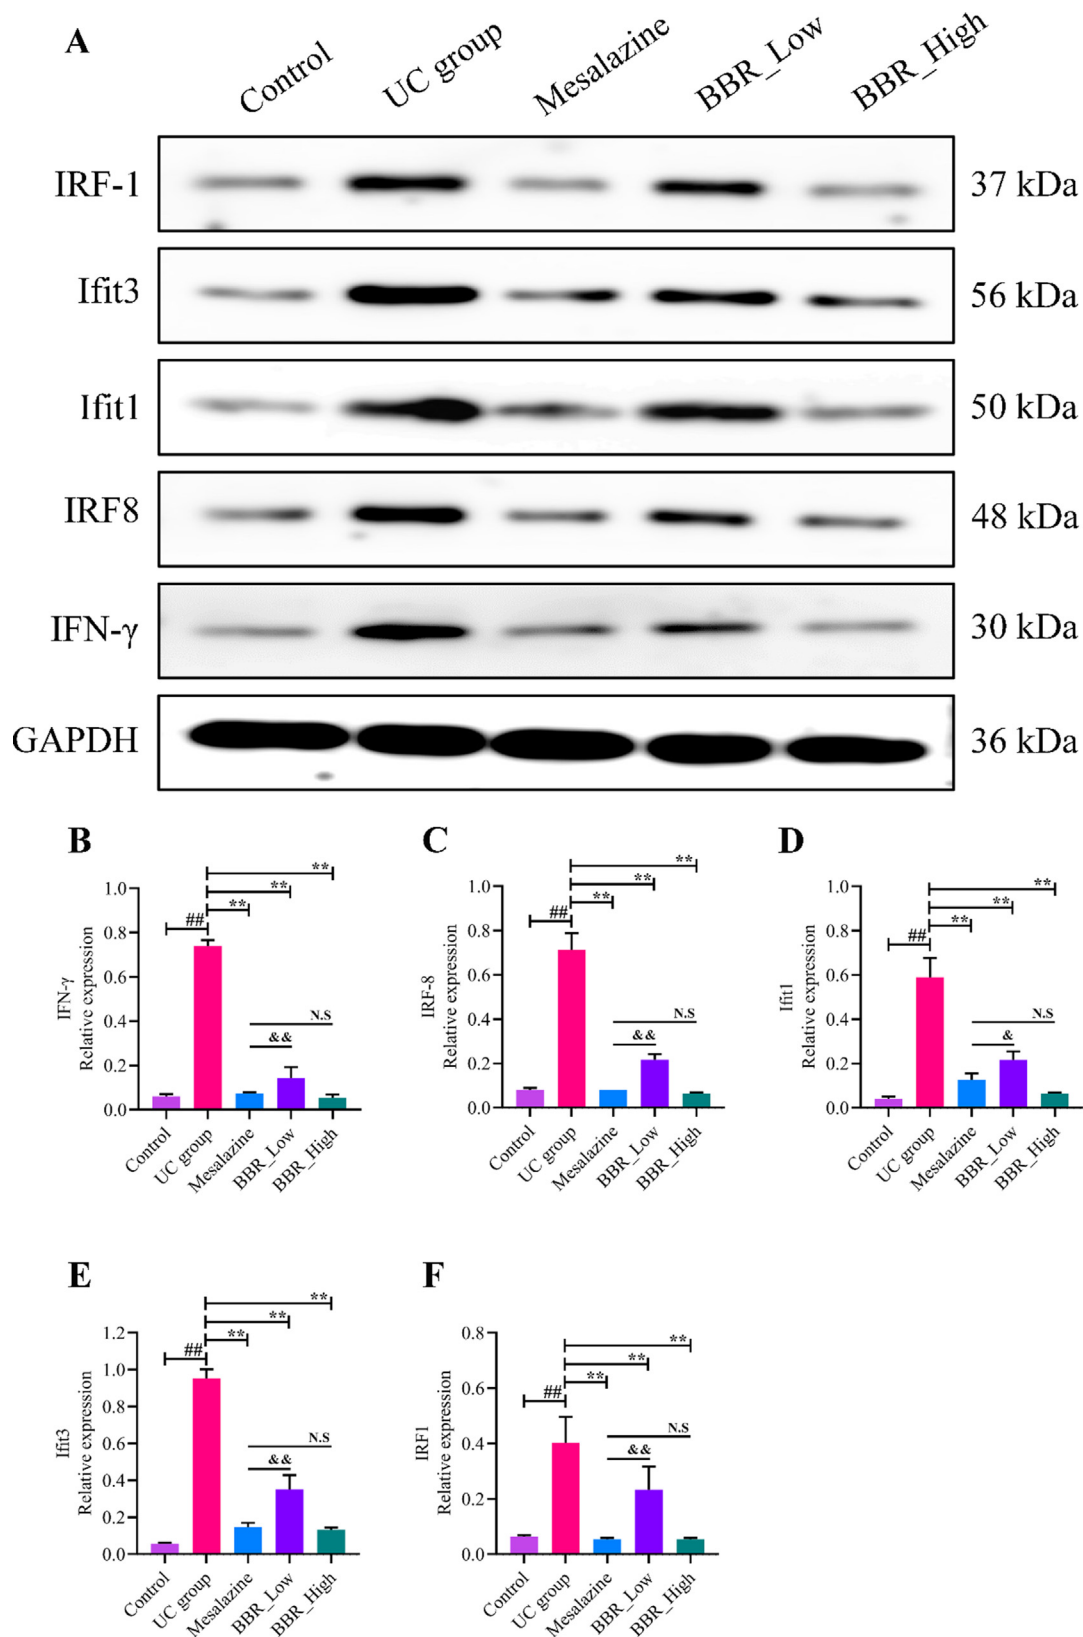 A
Control
UC group
Mesalazine
BBR_Low
BBR_High
IRF-1
37 kDa
Ifit3
56 kDa
Ifit1
50 kDa
IRF8
48 kDa
IFN-γ
30 kDa
GAPDH
36 kDa
B
IFN-γ
Relative expression
1.0
0.8
0.6
0.4
0.2
0.0
**
**
**
##
N.S
&&
Control
UC group
Mesalazine
BBR_Low
BBR_High
C
IRF-8
Relative expression
1.0
0.8
0.6
0.4
0.2
0.0
**
**
**
##
N.S
&&
Control
UC group
Mesalazine
BBR_Low
BBR_High
D
Ifit1
Relative expression
1.0
0.8
0.6
0.4
0.2
0.0
**
**
**
##
N.S
&
Control
UC group
Mesalazine
BBR_Low
BBR_High
E
Ifit3
Relative expression
1.2
1.0
0.8
0.6
0.4
0.2
0.0
**
**
**
##
N.S
&&
Control
UC group
Mesalazine
BBR_Low
BBR_High
F
IRF1
Relative expression
0.8
0.6
0.4
0.2
0.0
**
**
**
##
N.S
&&
Control
UC group
Mesalazine
BBR_Low
BBR_High